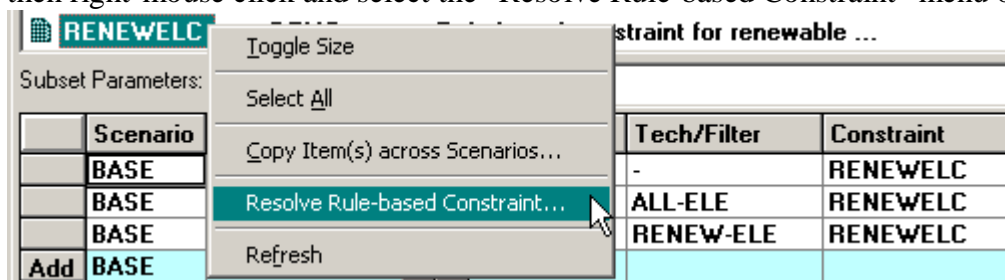 then right-mouse click and select the "Resolve Rule-based Constraint" menu
RENEWELC straint for renewable ...
Toggle Size
Subset Parameters:
Select All
Scenario Tech/Filter Constraint
Copy Item(s) across Scenarios...
BASE - RENEWELC
Resolve Rule-based Constraint...
BASE ALL-ELE RENEWELC
BASE RENEW-ELE RENEWELC
Refresh
Add BASE